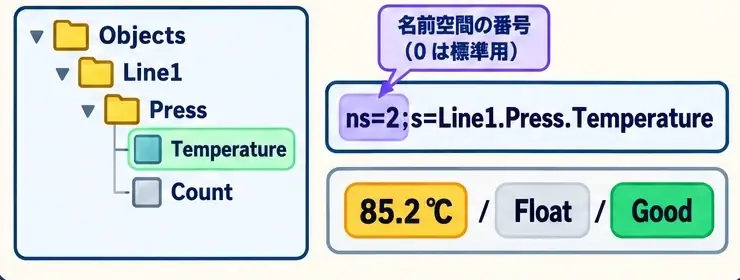 Objects
Line1
Press
Temperature
Count
名前空間の番号
（0 は標準用）
ns=2;s=Line1.Press.Temperature
85.2 ℃ / Float / Good